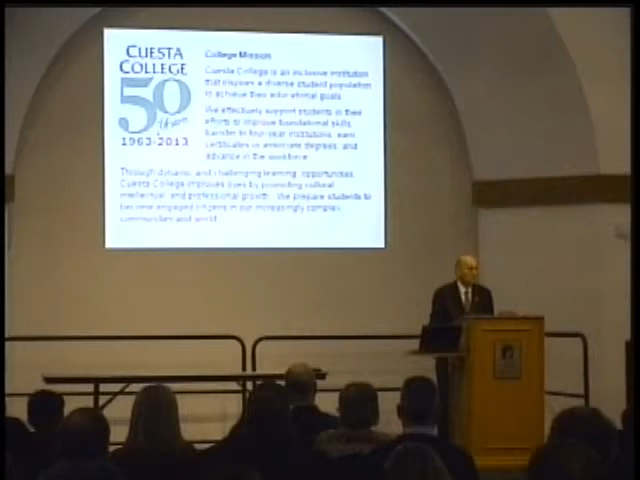 CUESTA
COLLEGE
50
Years
1963-2013
College Mission
Cuesta College is an inclusive institution
that inspires a diverse student population
to achieve their educational goals.
We effectively support students in their
efforts to improve foundational skills,
transfer to four-year institutions, earn
certificates or associate degrees, and
advance in the workforce.
Through dynamic and challenging learning opportunities,
Cuesta College improves lives by promoting cultural,
intellectual, and professional growth. We prepare students to
become engaged citizens in our increasingly complex
communities and world.